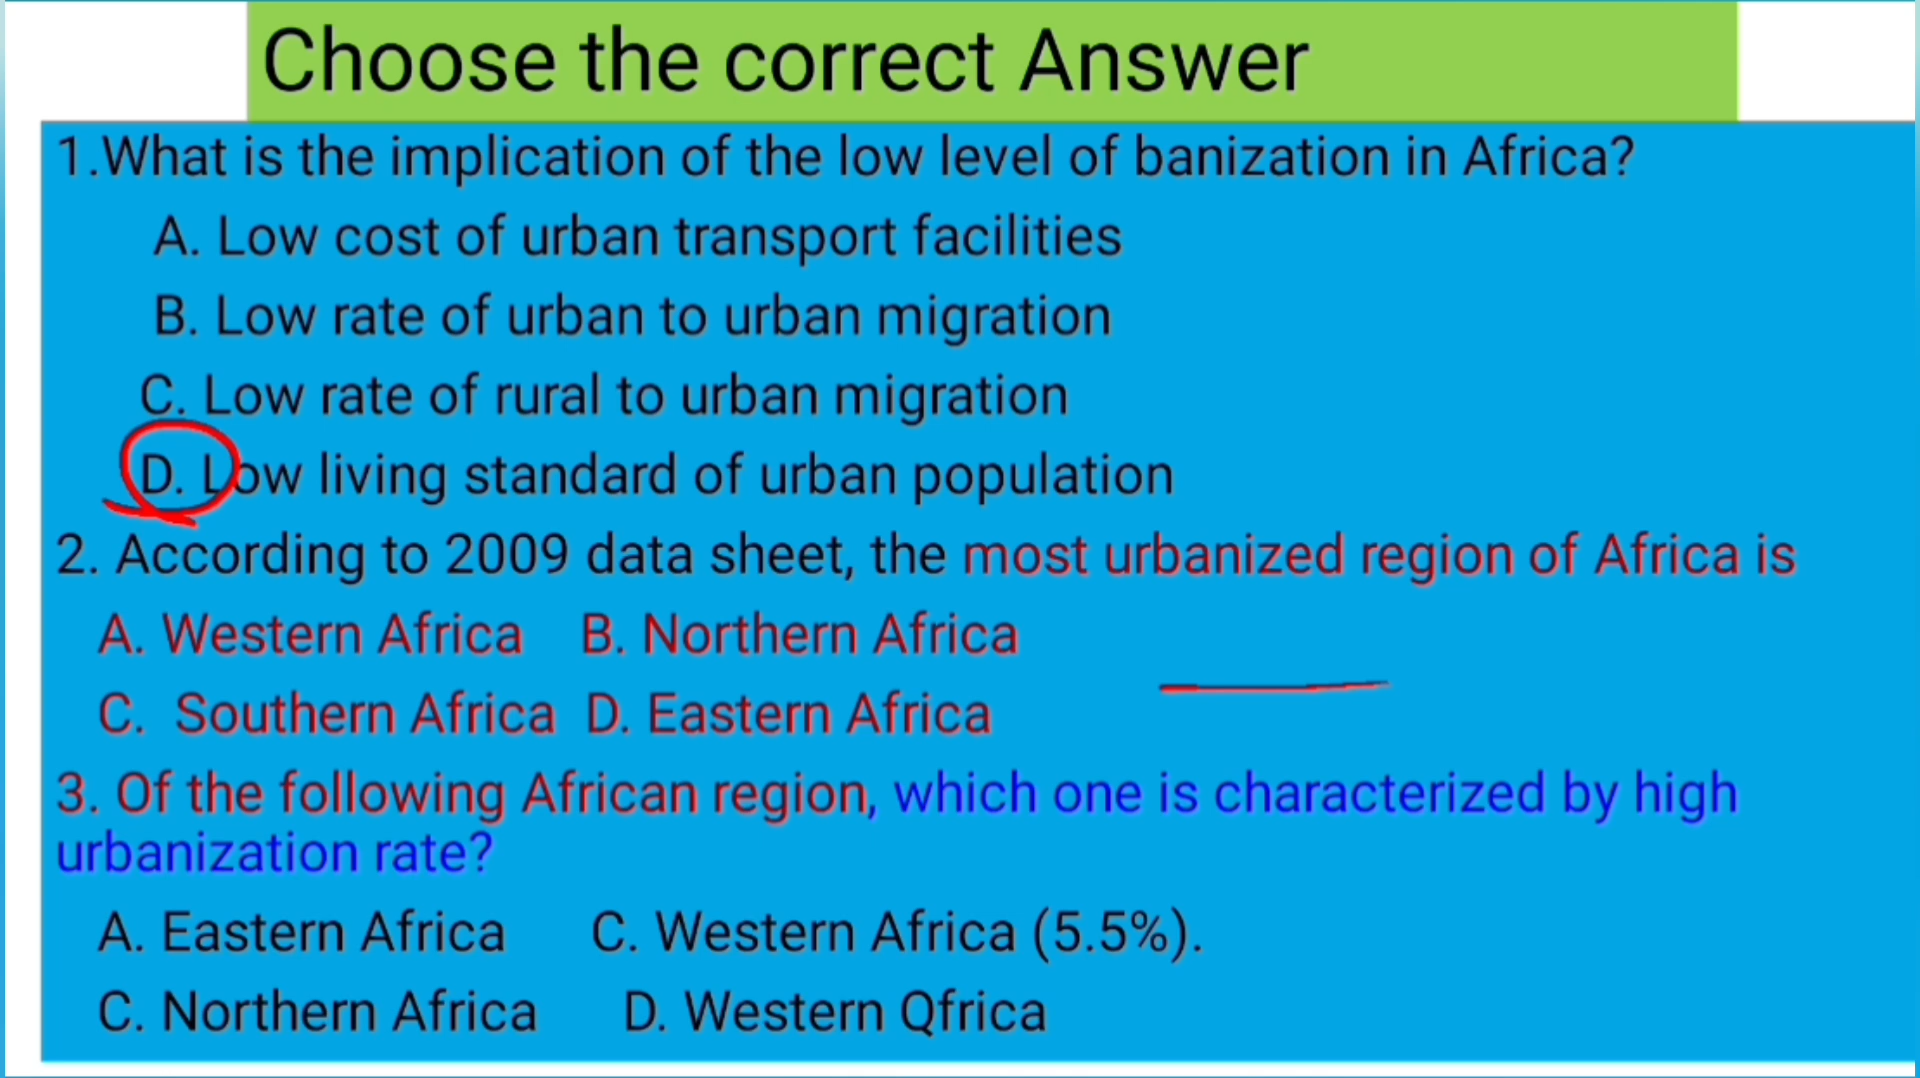 Choose the correct Answer
1.What is the implication of the low level of banization in Africa?
A. Low cost of urban transport facilities
B. Low rate of urban to urban migration
C. Low rate of rural to urban migration
D. Low living standard of urban population
2. According to 2009 data sheet, the most urbanized region of Africa is
A. Western Africa B. Northern Africa
C. Southern Africa D. Eastern Africa
3. Of the following African region, which one is characterized by high
urbanization rate?
A. Eastern Africa C. Western Africa (5.5%).
C. Northern Africa D. Western Qfrica